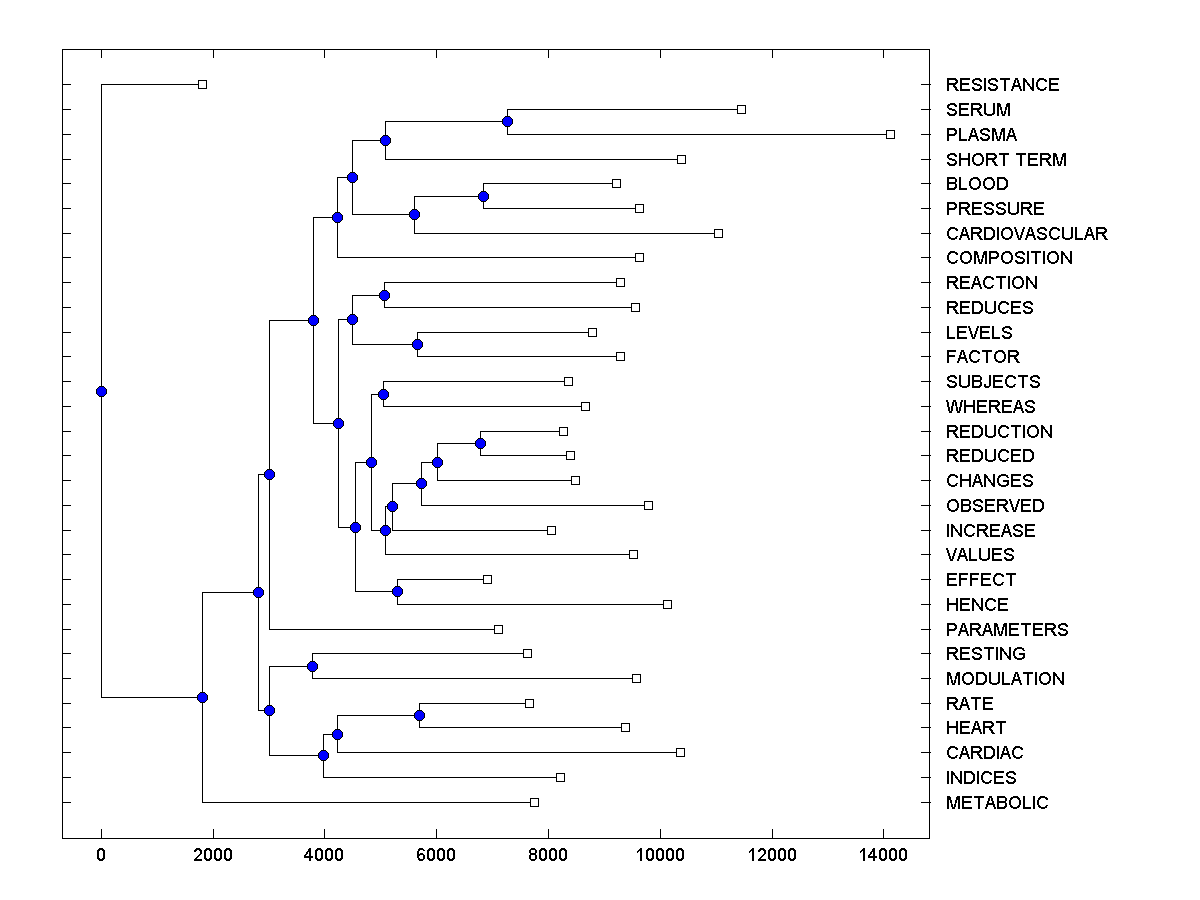 RESISTANCE
SERUM
PLASMA
SHORT TERM
BLOOD
PRESSURE
CARDIOVASCULAR
COMPOSITION
REACTION
REDUCES
LEVELS
FACTOR
SUBJECTS
WHEREAS
REDUCTION
REDUCED
CHANGES
OBSERVED
INCREASE
VALUES
EFFECT
HENCE
PARAMETERS
RESTING
MODULATION
RATE
HEART
CARDIAC
INDICES
METABOLIC
0 2000 4000 6000 8000 10000 12000 14000